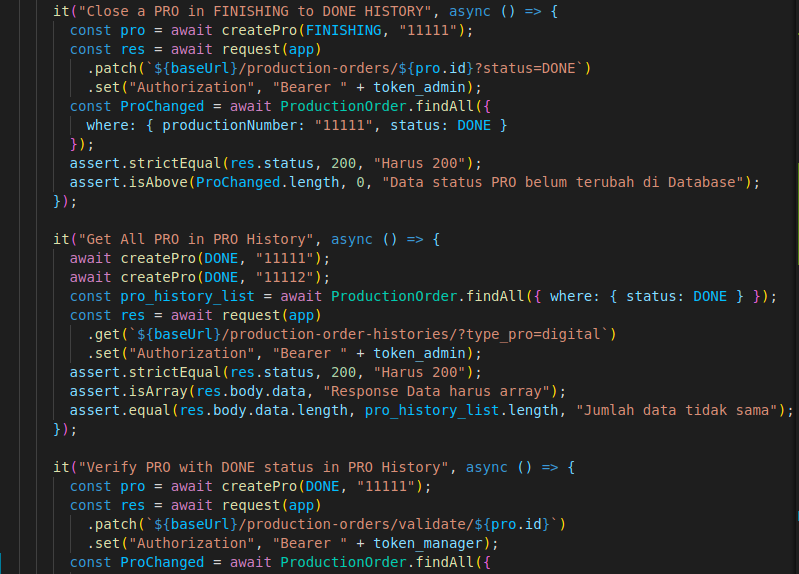 it("Close a PRO in FINISHING to DONE HISTORY", async () => {
const pro = await createPro(FINISHING, "11111");
const res = await request(app)
.patch(`${baseUrl}/production-orders/${pro.id}?status=DONE`)
.set("Authorization", "Bearer " + token_admin);
const ProChanged = await ProductionOrder.findAll({
where: { productionNumber: "11111", status: DONE }
});
assert.strictEqual(res.status, 200, "Harus 200");
assert.isAbove(ProChanged.length, 0, "Data status PRO belum terubah di Database");
});
it("Get All PRO in PRO History", async () => {
await createPro(DONE, "11111");
await createPro(DONE, "11112");
const pro_history_list = await ProductionOrder.findAll({ where: { status: DONE } });
const res = await request(app)
.get(`${baseUrl}/production-order-histories/?type_pro=digital`)
.set("Authorization", "Bearer " + token_admin);
assert.strictEqual(res.status, 200, "Harus 200");
assert.isArray(res.body.data, "Response Data harus array");
assert.equal(res.body.data.length, pro_history_list.length, "Jumlah data tidak sama");
});
it("Verify PRO with DONE status in PRO History", async () => {
const pro = await createPro(DONE, "11111");
const res = await request(app)
.patch(`${baseUrl}/production-orders/validate/${pro.id}`)
.set("Authorization", "Bearer " + token_manager);
const ProChanged = await ProductionOrder.findAll({